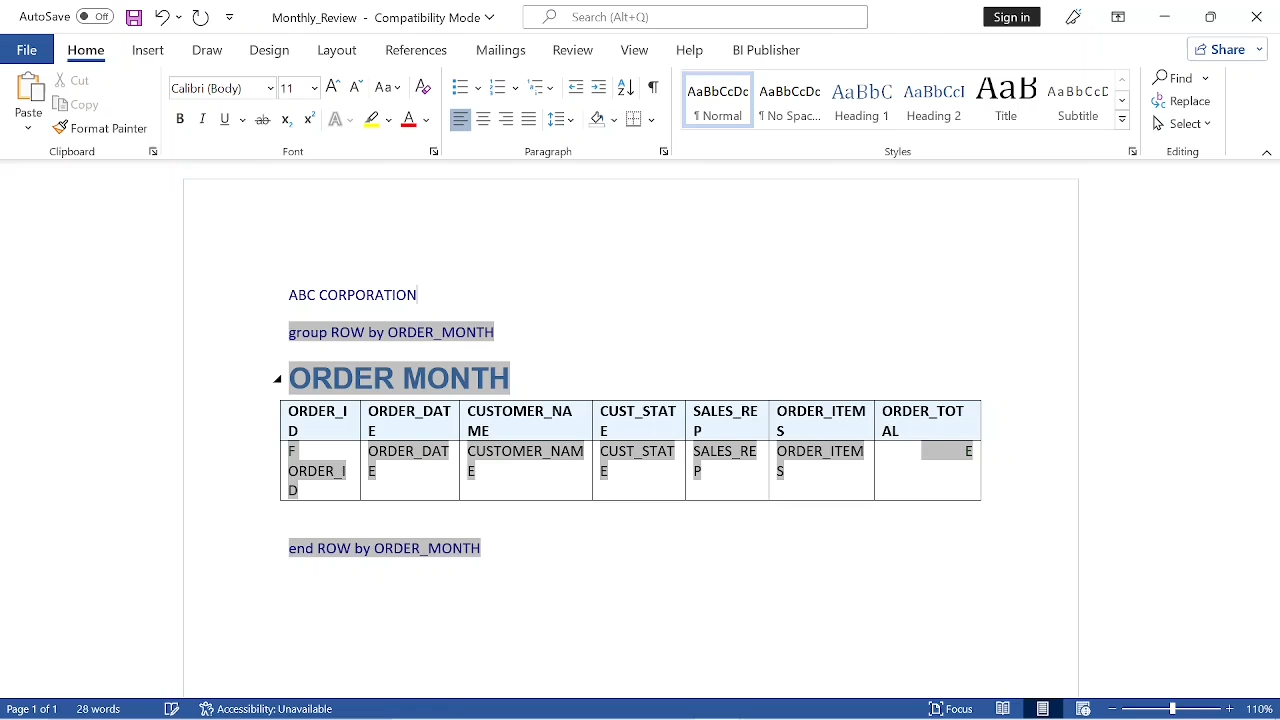 AutoSave Off Monthly_Review - Compatibility Mode Search (Alt+Q) Sign in
File Home Insert Draw Design Layout References Mailings Review View Help BI Publisher Share
Paste Cut Copy Format Painter
Clipboard
Calibri (Body) 11
Font
Paragraph
AaBbCcDc AaBbCcDc AaBbC AaBbCcI AaB AaBbCcD
¶ Normal ¶ No Spac... Heading 1 Heading 2 Title Subtitle
Styles
Find
Replace
Select
Editing
ABC CORPORATION
group ROW by ORDER_MONTH
ORDER MONTH
ORDER_I ORDER_DAT CUSTOMER_NA CUST_STAT SALES_RE ORDER_ITEM ORDER_TOT
D E ME E P S AL
F ORDER_DAT CUSTOMER_NAM CUST_STAT SALES_RE ORDER_ITEM E
ORDER_I E E E P S
D
end ROW by ORDER_MONTH
Page 1 of 1 28 words Accessibility: Unavailable Focus 110%